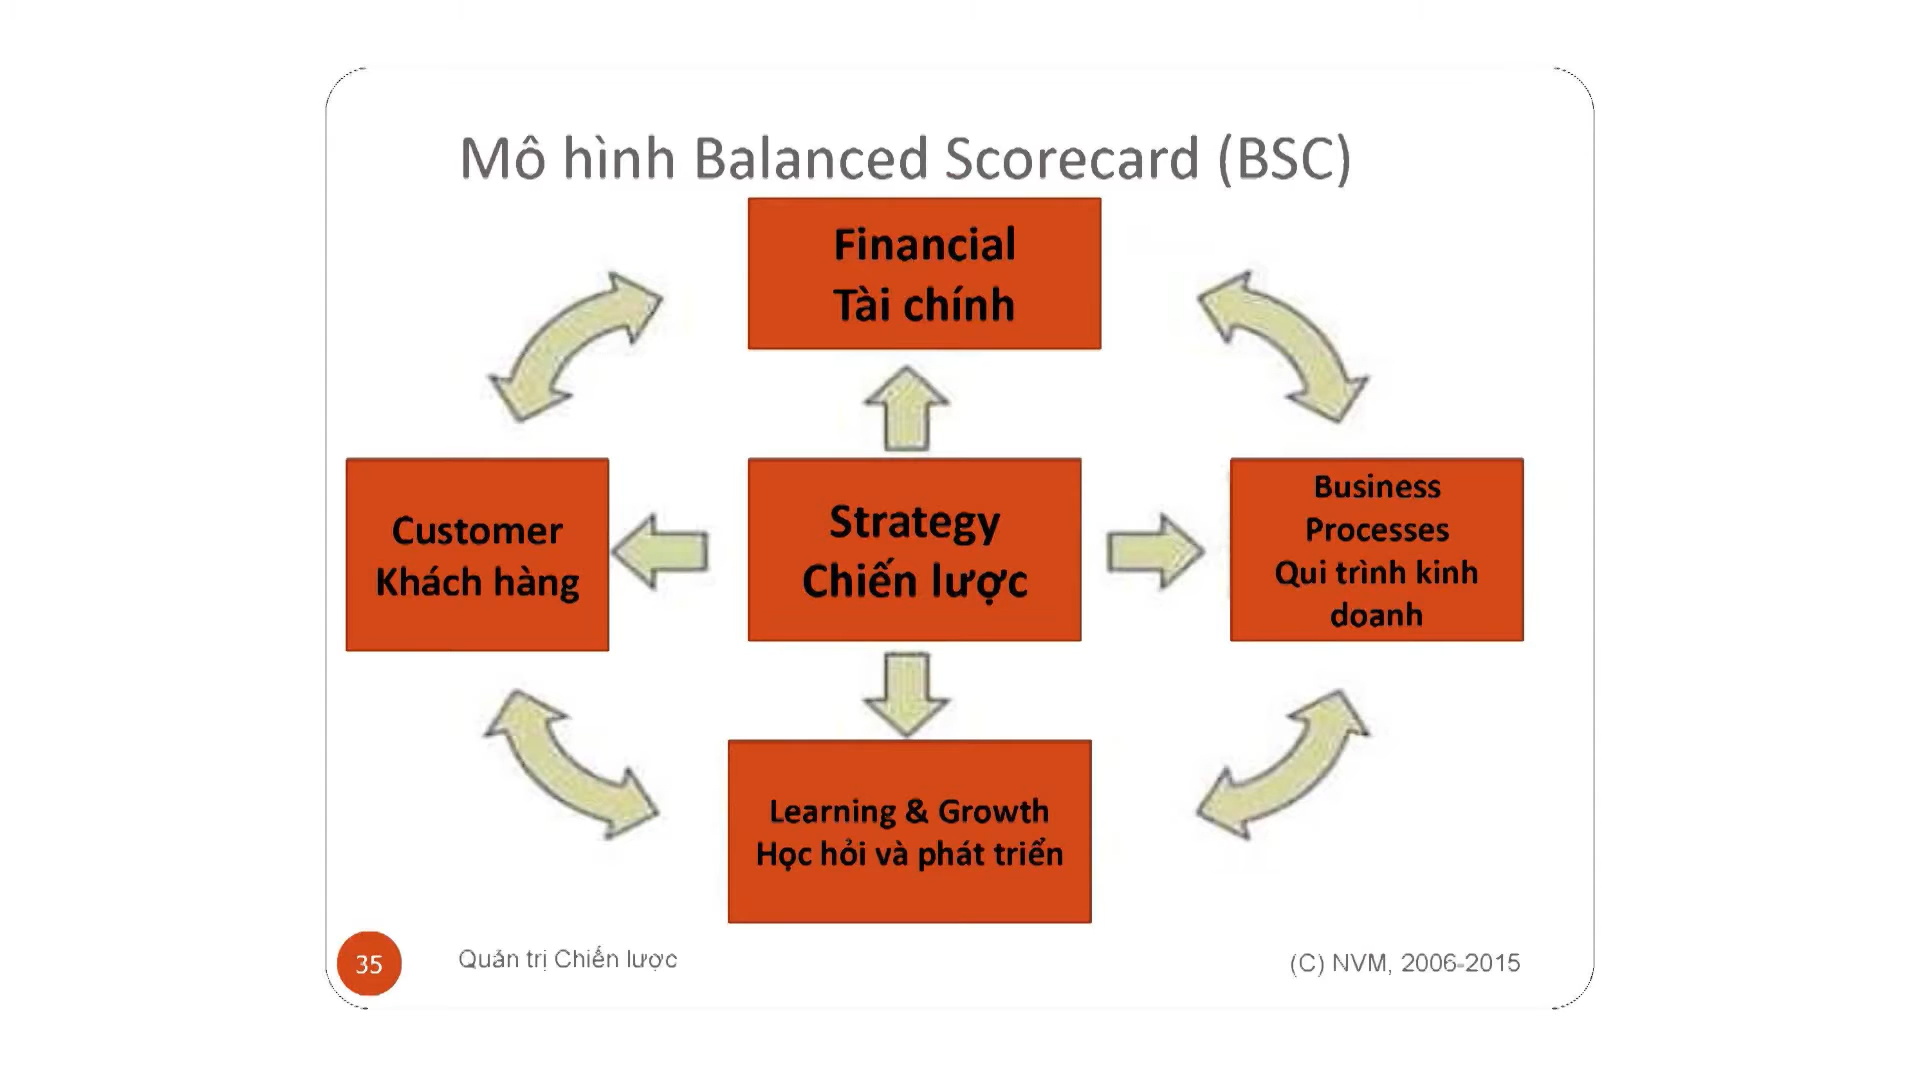 Mô hình Balanced Scorecard (BSC)
Financial
Tài chính
Customer
Khách hàng
Strategy
Chiến lược
Business
Processes
Qui trình kinh
doanh
Learning & Growth
Học hỏi và phát triển
35
Quản trị Chiến lược
(C) NVM, 2006-2015